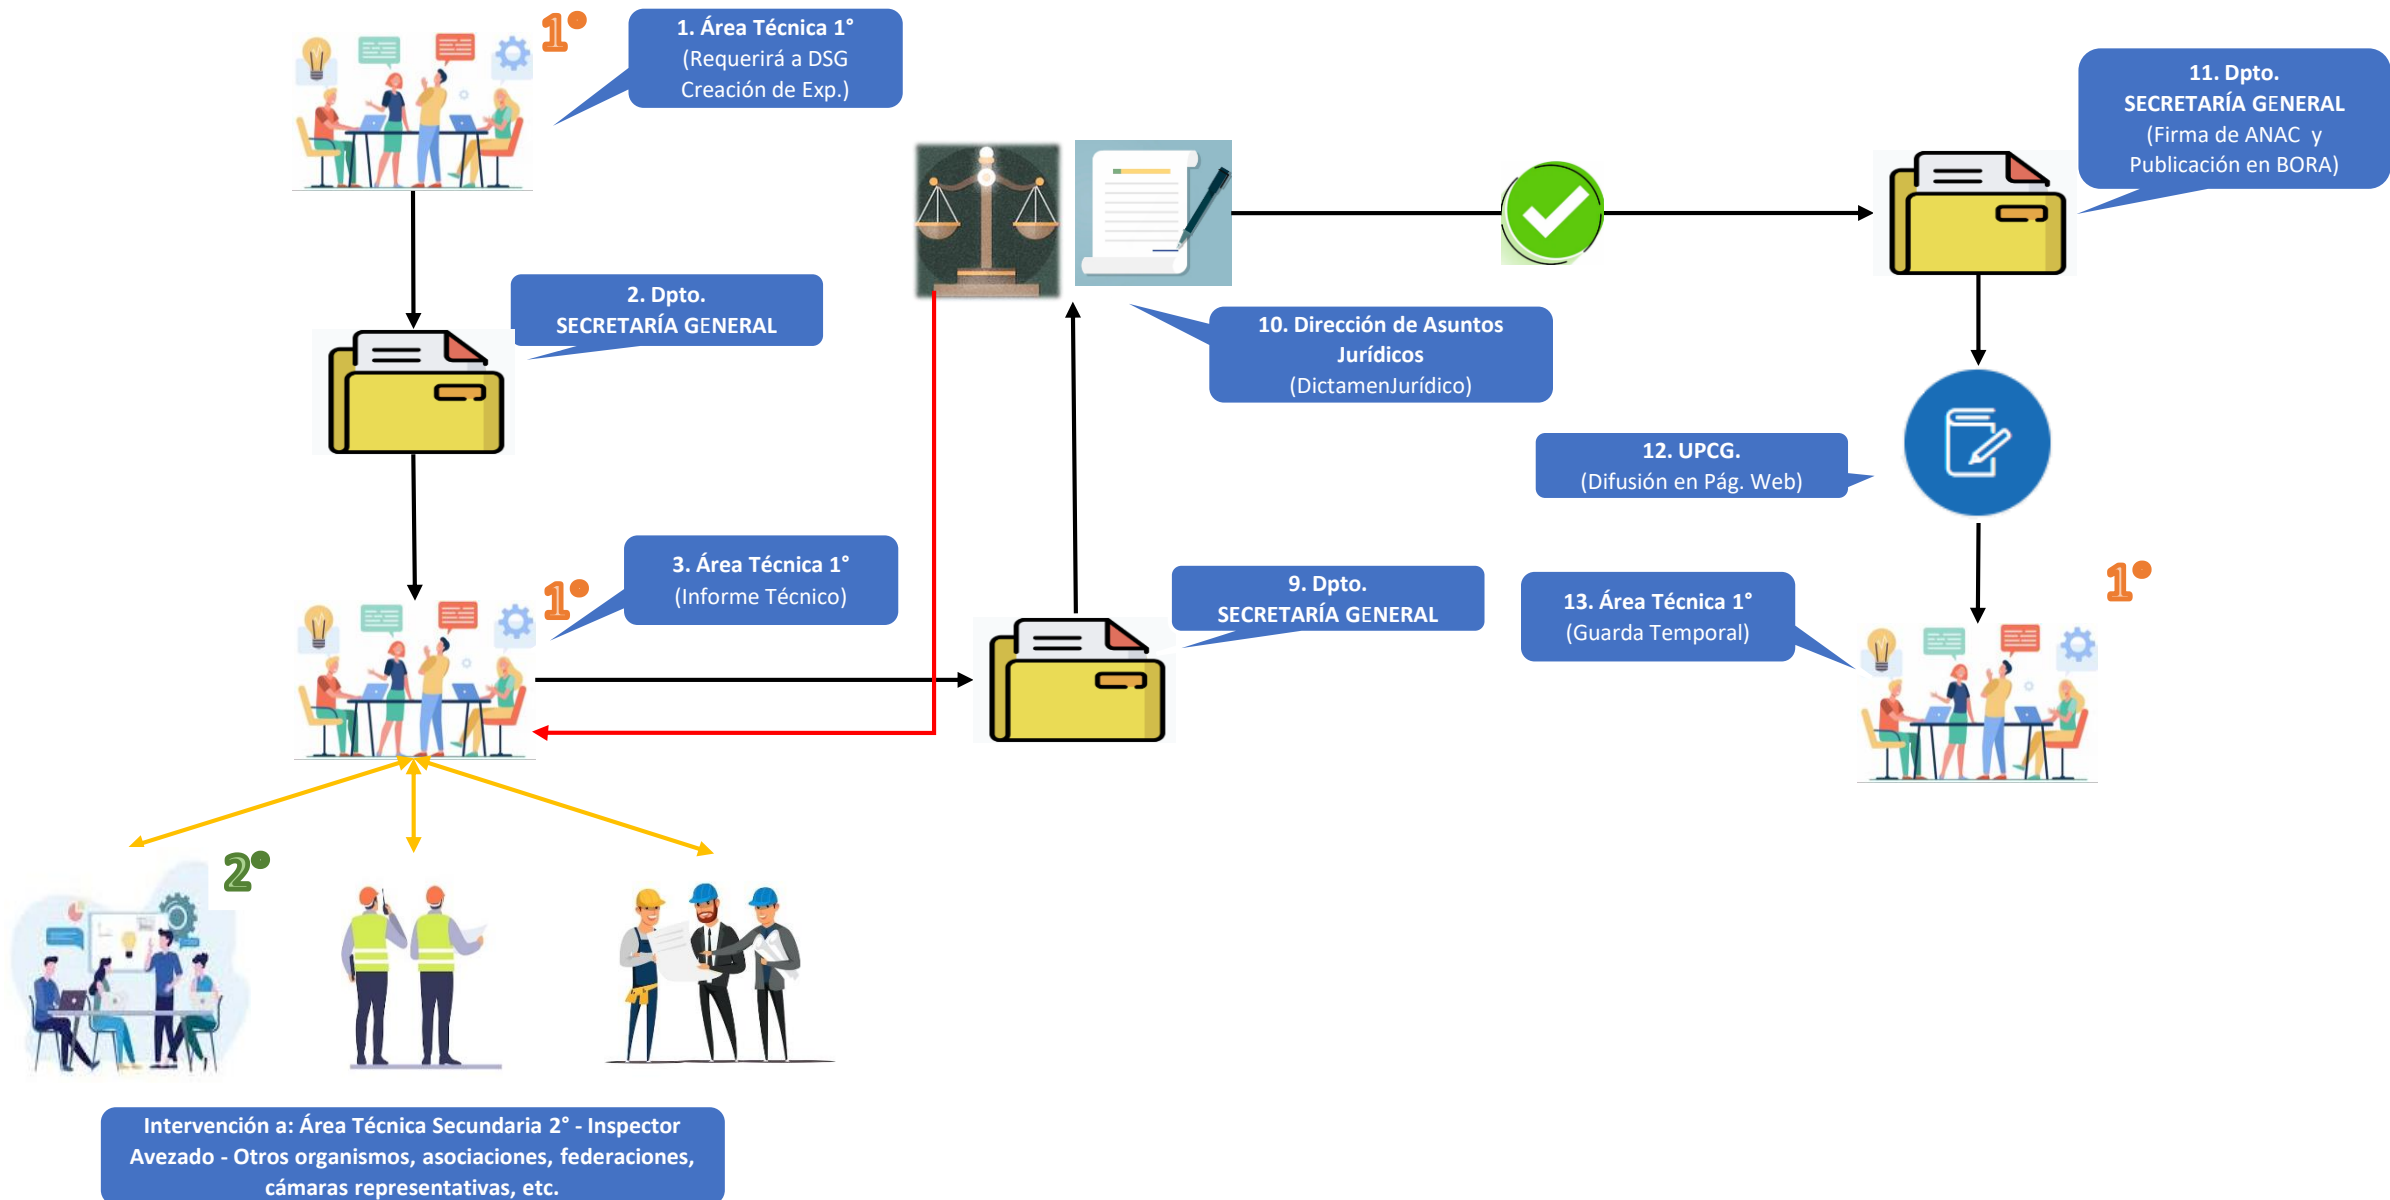 1°
1. Área Técnica 1°
(Requerirá a DSG
Creación de Exp.)
2. Dpto.
SECRETARÍA GENERAL
1°
3. Área Técnica 1°
(Informe Técnico)
2°
Intervención a: Área Técnica Secundaria 2° - Inspector
Avezado - Otros organismos, asociaciones, federaciones,
cámaras representativas, etc.
9. Dpto.
SECRETARÍA GENERAL
10. Dirección de Asuntos
Jurídicos
(DictamenJurídico)
11. Dpto.
SECRETARÍA GENERAL
(Firma de ANAC  y
Publicación en BORA)
12. UPCG.
(Difusión en Pág. Web)
1°
13. Área Técnica 1°
(Guarda Temporal)